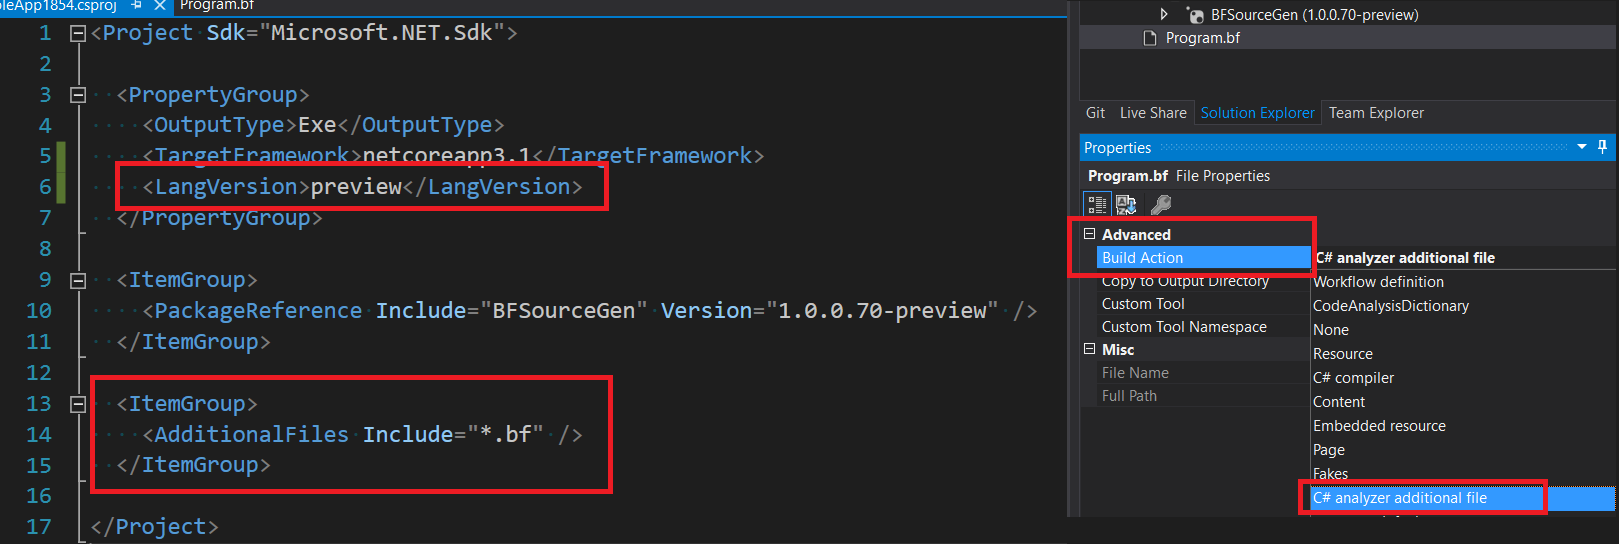 bleApp1854.csproj Program.bf
1 <Project Sdk="Microsoft.NET.Sdk">
2
3 <PropertyGroup>
4 <OutputType>Exe</OutputType>
5 <TargetFramework>netcoreapp3.1</TargetFramework>
6 <LangVersion>preview</LangVersion>
7 </PropertyGroup>
8
9 <ItemGroup>
10 <PackageReference Include="BFSourceGen" Version="1.0.0.70-preview" />
11 </ItemGroup>
12
13 <ItemGroup>
14 <AdditionalFiles Include="*.bf" />
15 </ItemGroup>
16
17 </Project>
BFSourceGen (1.0.0.70-preview)
Program.bf
Git Live Share Solution Explorer Team Explorer
Properties
Program.bf File Properties
Advanced
Build Action C# analyzer additional file
Copy to Output Directory
Custom Tool
Custom Tool Namespace
Misc
File Name
Full Path
Workflow definition
CodeAnalysisDictionary
None
Resource
C# compiler
Content
Embedded resource
Page
Fakes
C# analyzer additional file